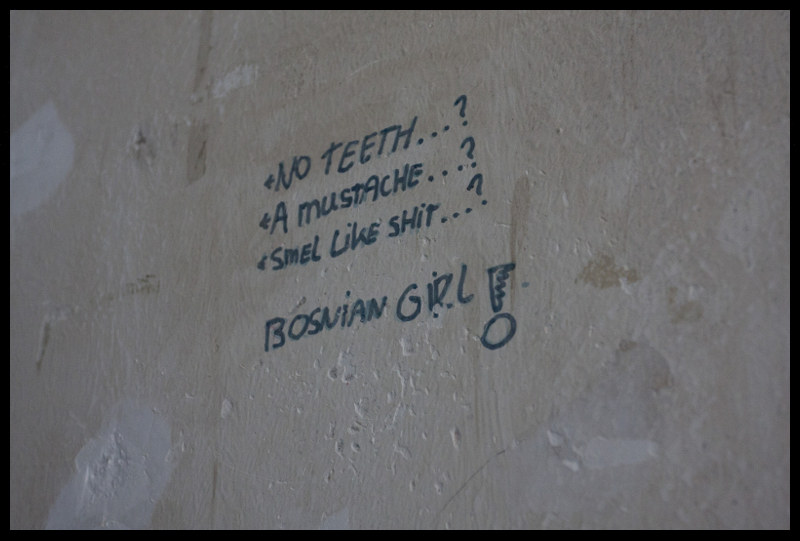 •NO TEETH...?
•A MUSTACHE...?
•SMEL LIKE SHIT...?
BOSNIAN GIRL!